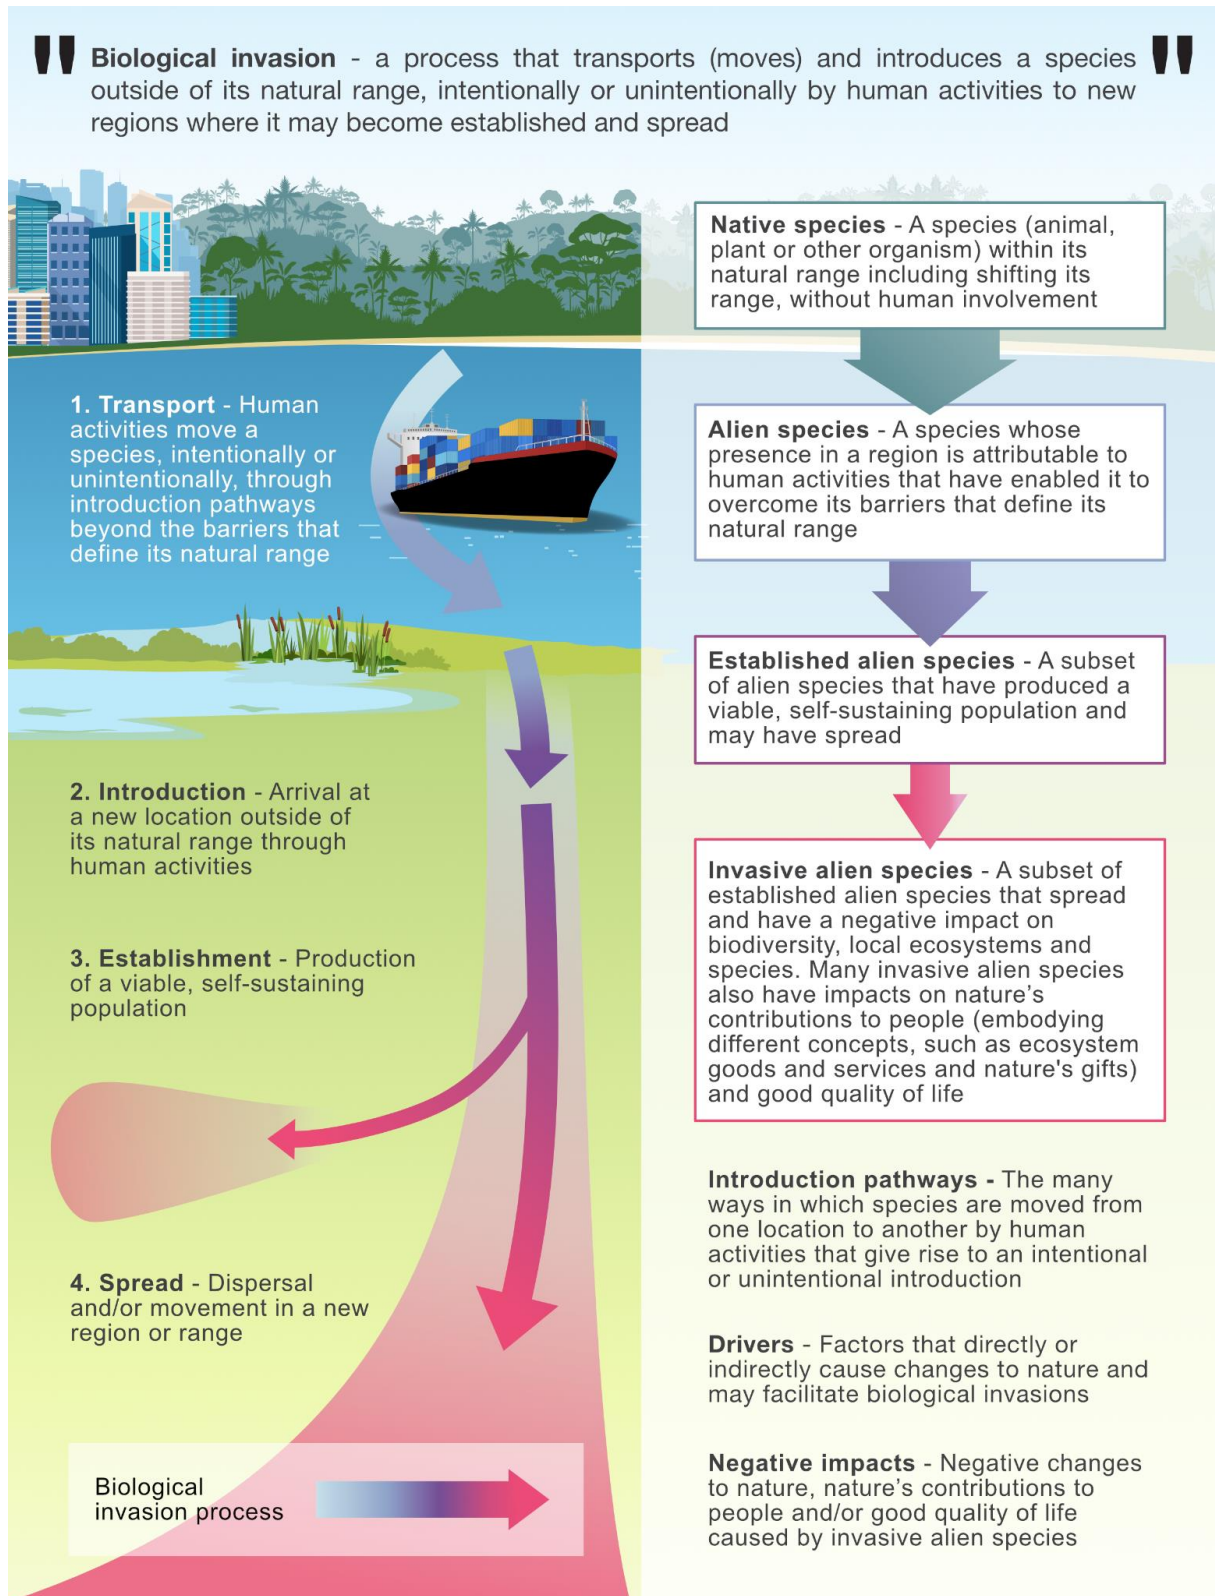 " Biological invasion - a process that transports (moves) and introduces a species "
outside of its natural range, intentionally or unintentionally by human activities to new
regions where it may become established and spread
Native species - A species (animal,
plant or other organism) within its
natural range including shifting its
range, without human involvement
1. Transport - Human
activities move a
species, intentionally or
unintentionally, through
introduction pathways
beyond the barriers that
define its natural range
Alien species - A species whose
presence in a region is attributable to
human activities that have enabled it to
overcome its barriers that define its
natural range
Established alien species - A subset
of alien species that have produced a
viable, self-sustaining population and
may have spread
2. Introduction - Arrival at
a new location outside of
its natural range through
human activities
Invasive alien species - A subset of
established alien species that spread
and have a negative impact on
biodiversity, local ecosystems and
species. Many invasive alien species
also have impacts on nature’s
contributions to people (embodying
different concepts, such as ecosystem
goods and services and nature's gifts)
and good quality of life
3. Establishment - Production
of a viable, self-sustaining
population
4. Spread - Dispersal
and/or movement in a new
region or range
Introduction pathways - The many
ways in which species are moved from
one location to another by human
activities that give rise to an intentional
or unintentional introduction
Drivers - Factors that directly or
indirectly cause changes to nature and
may facilitate biological invasions
Negative impacts - Negative changes
to nature, nature’s contributions to
people and/or good quality of life
caused by invasive alien species
Biological
invasion process